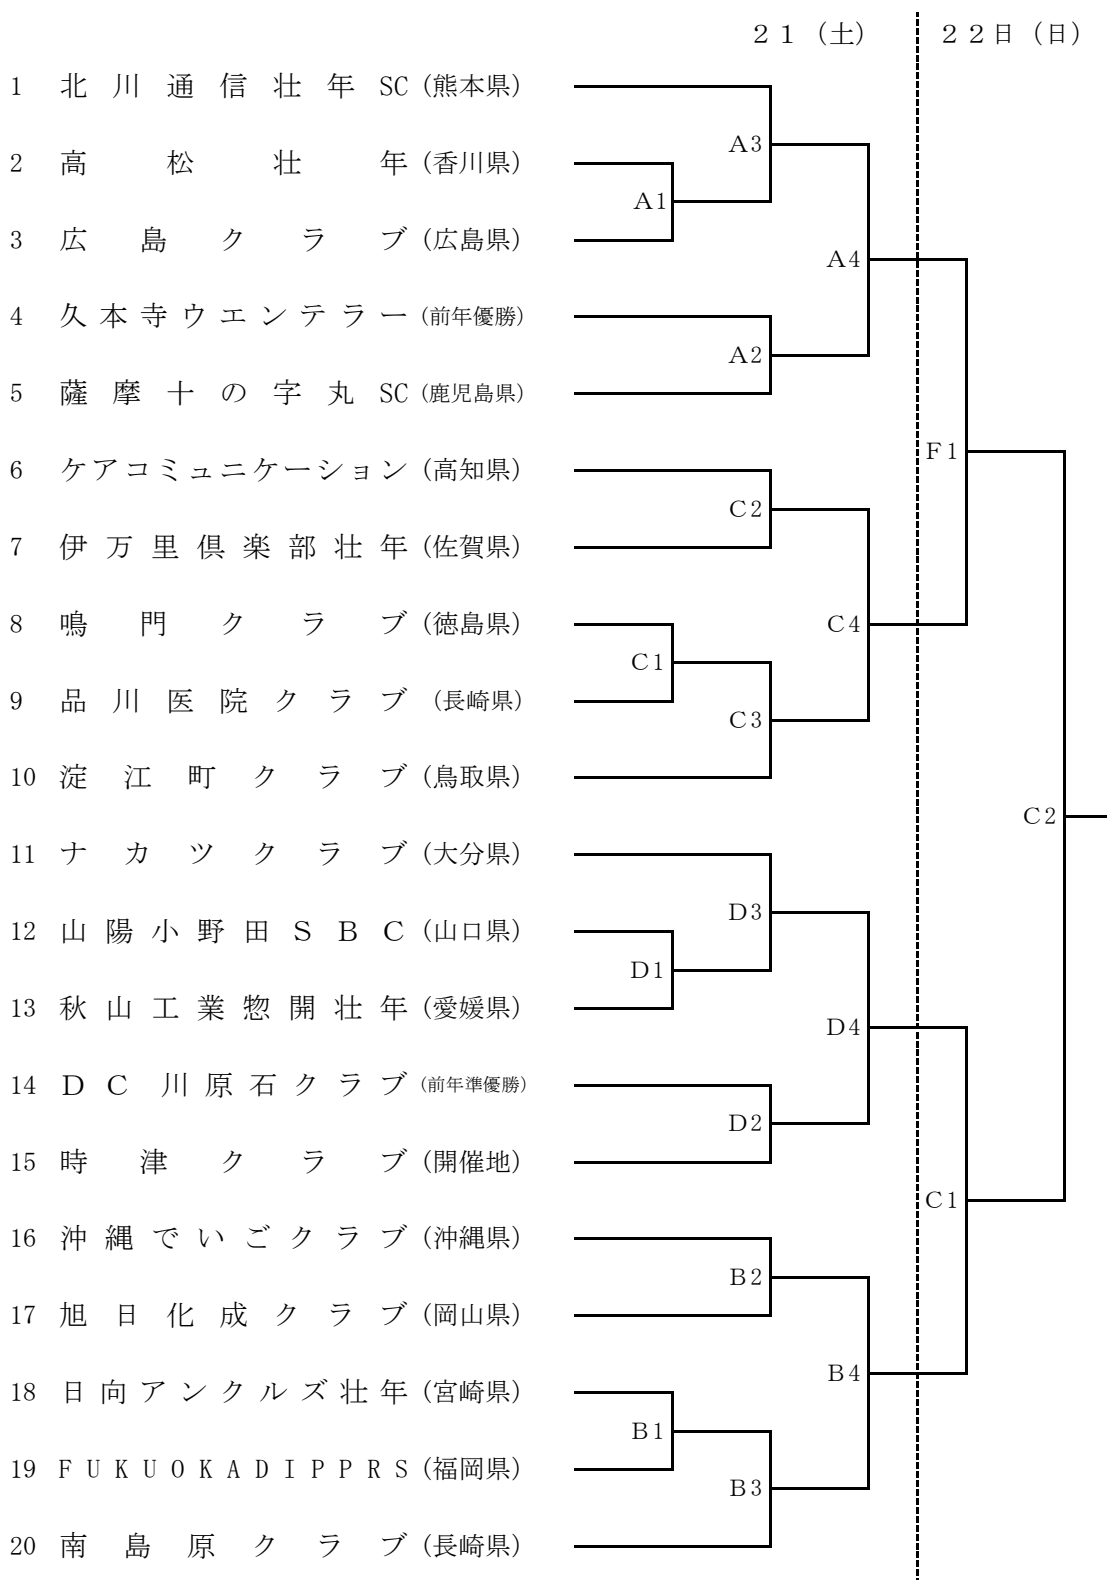 ２１（土） ２２日（日）
1 北川通信壮年SC (熊本県)
A3
2 高松壮年 (香川県)
A1
3 広島クラブ (広島県)
A4
4 久本寺ウエンテラー (前年優勝)
A2
5 薩摩十の字丸SC (鹿児島県)
F1
6 ケアコミュニケーション (高知県)
C2
7 伊万里倶楽部壮年 (佐賀県)
8 鳴門クラブ (徳島県)
C4
C1
9 品川医院クラブ (長崎県)
C3
10 淀江町クラブ (鳥取県)
C2
11 ナカツクラブ (大分県)
D3
12 山陽小野田ＳＢＣ (山口県)
D1
13 秋山工業惣開壮年 (愛媛県)
D4
14 ＤＣ川原石クラブ (前年準優勝)
D2
15 時津クラブ (開催地)
C1
16 沖縄でいごクラブ (沖縄県)
B2
17 旭日化成クラブ (岡山県)
B4
18 日向アンクルズ壮年 (宮崎県)
B1
19 FUKUOKADIPPRS (福岡県)
B3
20 南島原クラブ (長崎県)